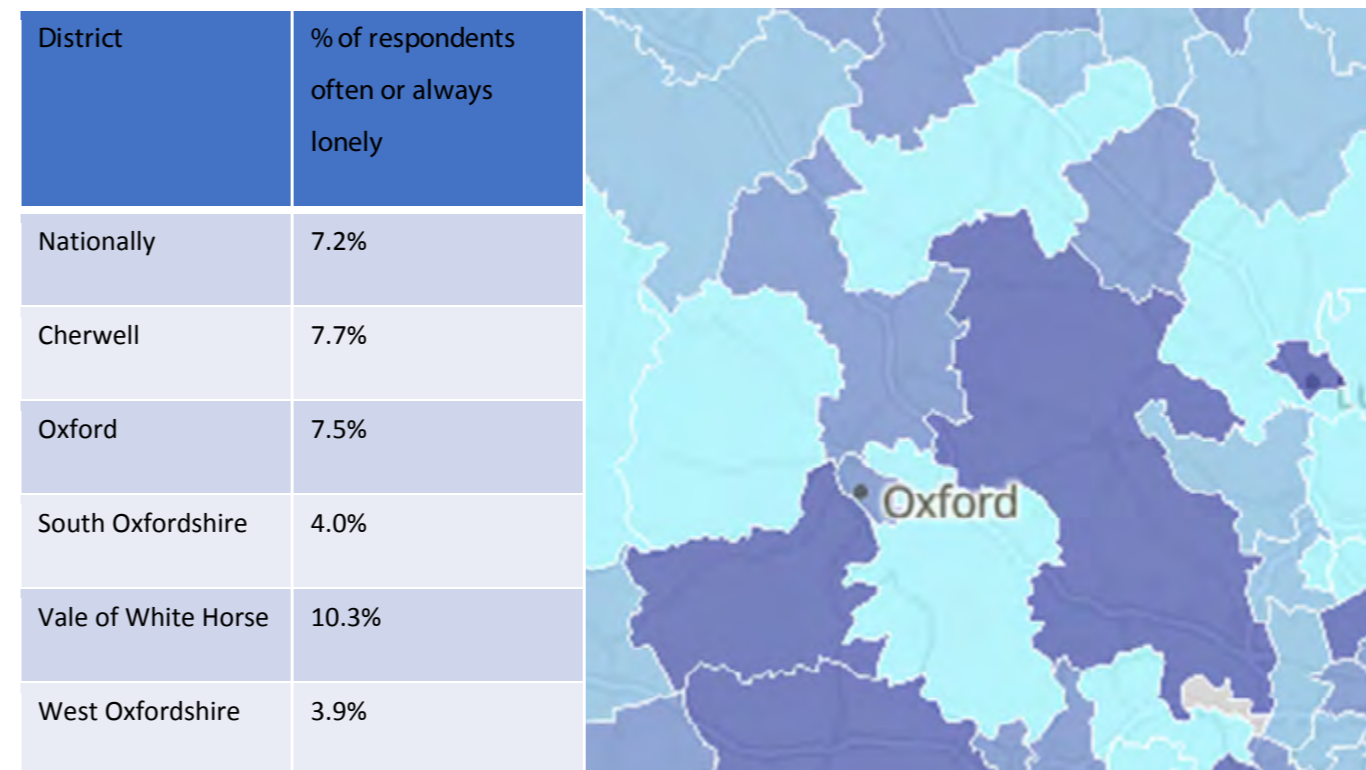 District
% of respondents
often or always
lonely
Nationally
7.2%
Cherwell
7.7%
Oxford
7.5%
South Oxfordshire
4.0%
Vale of White Horse
10.3%
West Oxfordshire
3.9%
Oxford